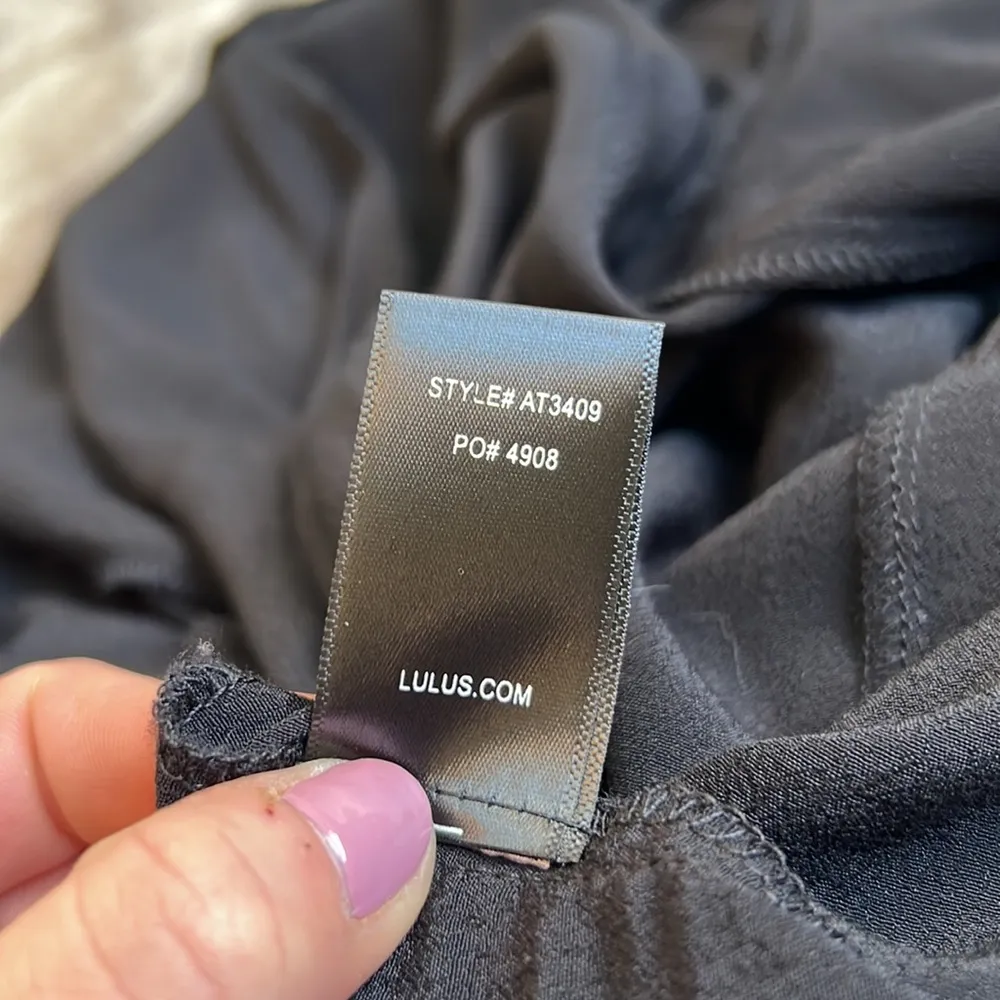 STYLE# AT3409
PO# 4908
LULUS.COM